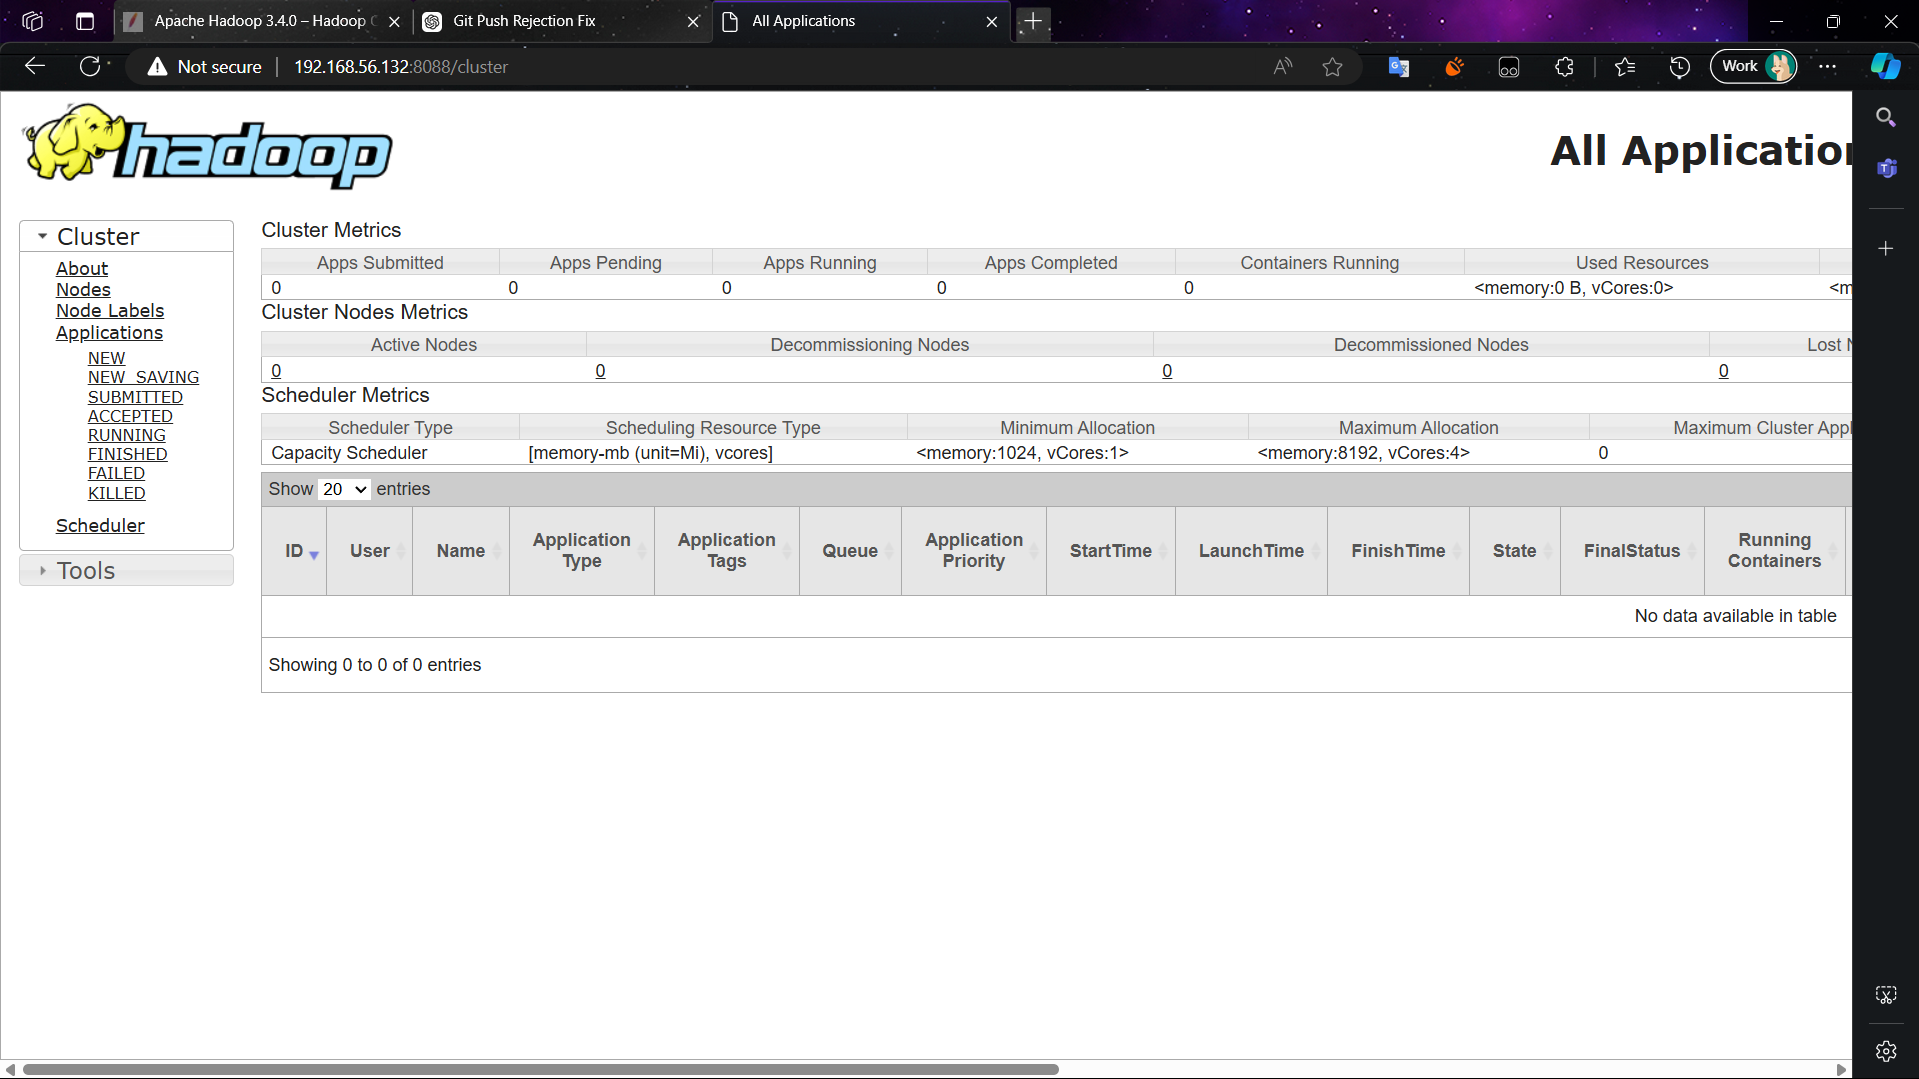 Apache Hadoop 3.4.0 – Hadoop C
Git Push Rejection Fix
All Applications
Not secure
192.168.56.132:8088/cluster
Work
hadoop
All Application
Cluster
About
Nodes
Node Labels
Applications
NEW
NEW_SAVING
SUBMITTED
ACCEPTED
RUNNING
FINISHED
FAILED
KILLED
Scheduler
Tools
Cluster Metrics
Apps Submitted Apps Pending Apps Running Apps Completed Containers Running Used Resources
0 0 0 0 0 <memory:0 B, vCores:0> <m
Cluster Nodes Metrics
Active Nodes Decommissioning Nodes Decommissioned Nodes Lost N
0 0 0 0
Scheduler Metrics
Scheduler Type Scheduling Resource Type Minimum Allocation Maximum Allocation Maximum Cluster Appl
Capacity Scheduler [memory-mb (unit=Mi), vcores] <memory:1024, vCores:1> <memory:8192, vCores:4> 0
Show 20 entries
ID User Name Application Type Application Tags Queue Application Priority StartTime LaunchTime FinishTime State FinalStatus Running Containers
No data available in table
Showing 0 to 0 of 0 entries